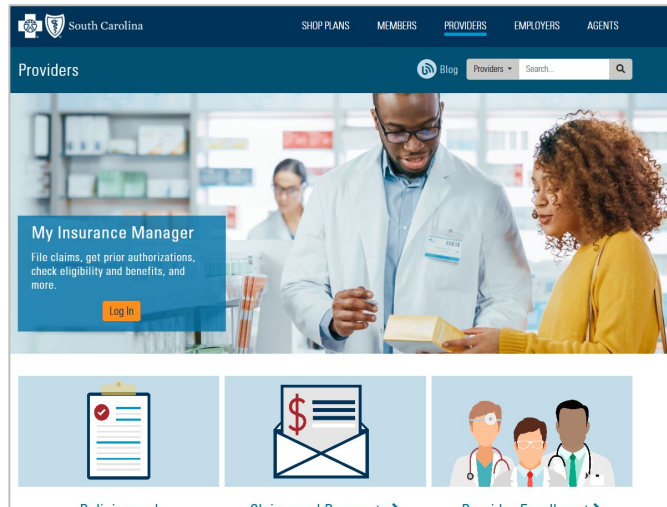 South Carolina
SHOP PLANS MEMBERS PROVIDERS EMPLOYERS AGENTS
Providers
Blog Providers Search...
My Insurance Manager
File claims, get prior authorizations,
check eligibility and benefits, and
more.
Log In